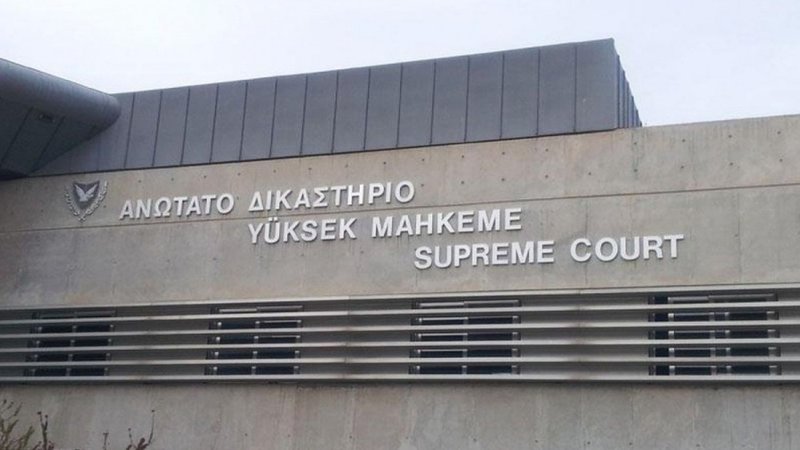 ΑΝΩΤΑΤΟ ΔΙΚΑΣΤΗΡΙΟ
YÜKSEK MAHKEME
SUPREME COURT